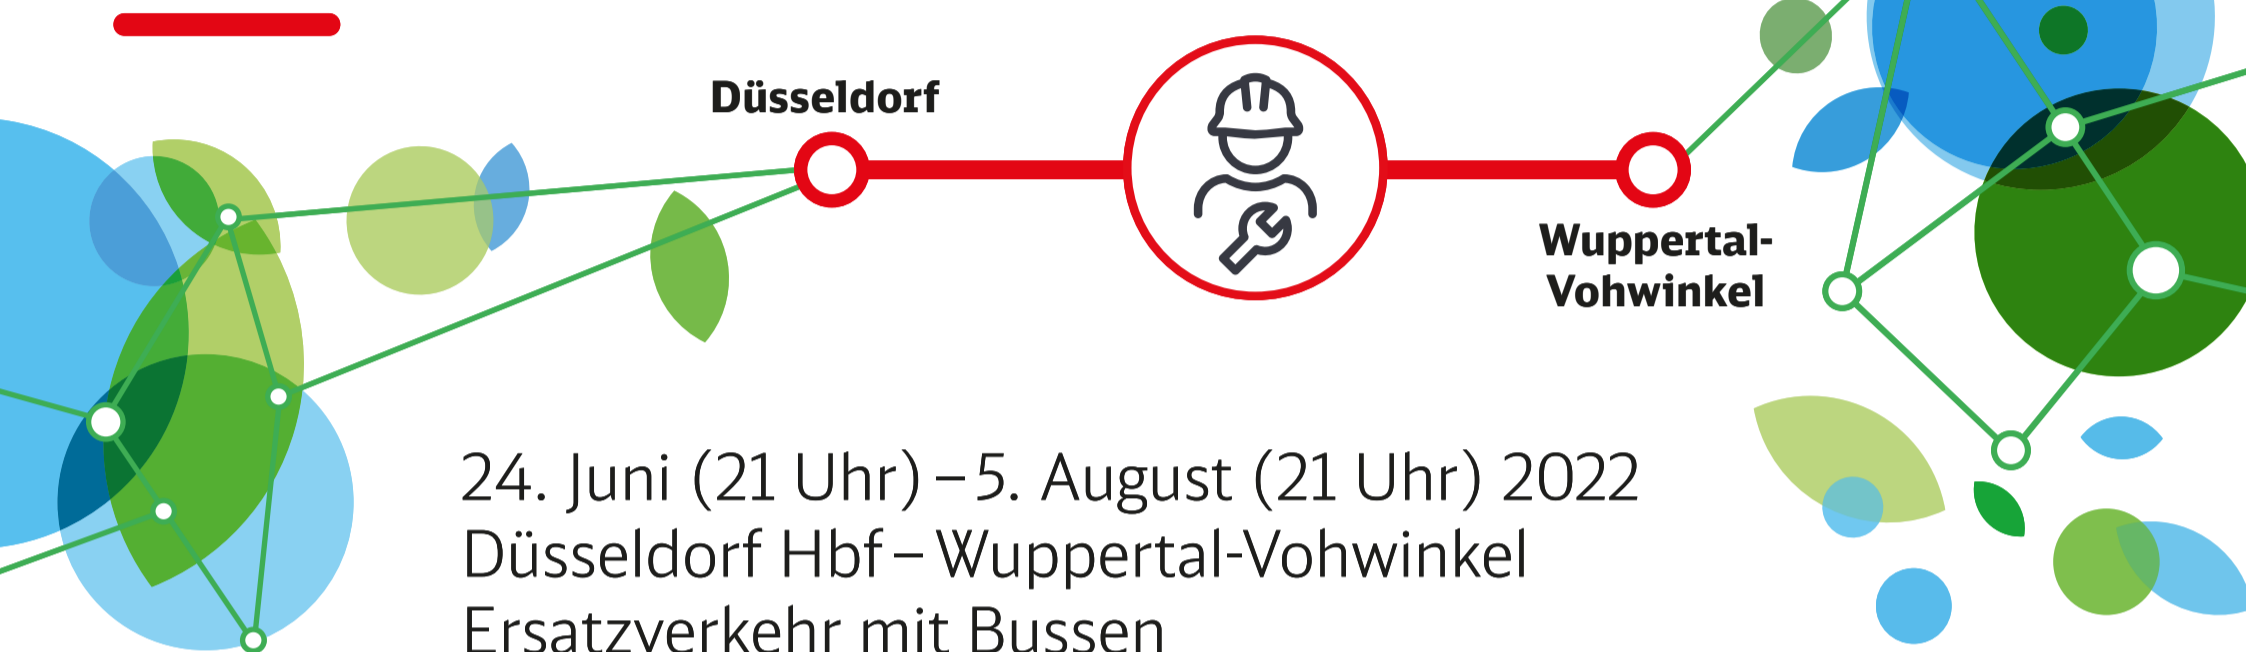 Düsseldorf
Wuppertal-
Vohwinkel
24. Juni (21 Uhr) – 5. August (21 Uhr) 2022
Düsseldorf Hbf – Wuppertal-Vohwinkel
Ersatzverkehr mit Bussen